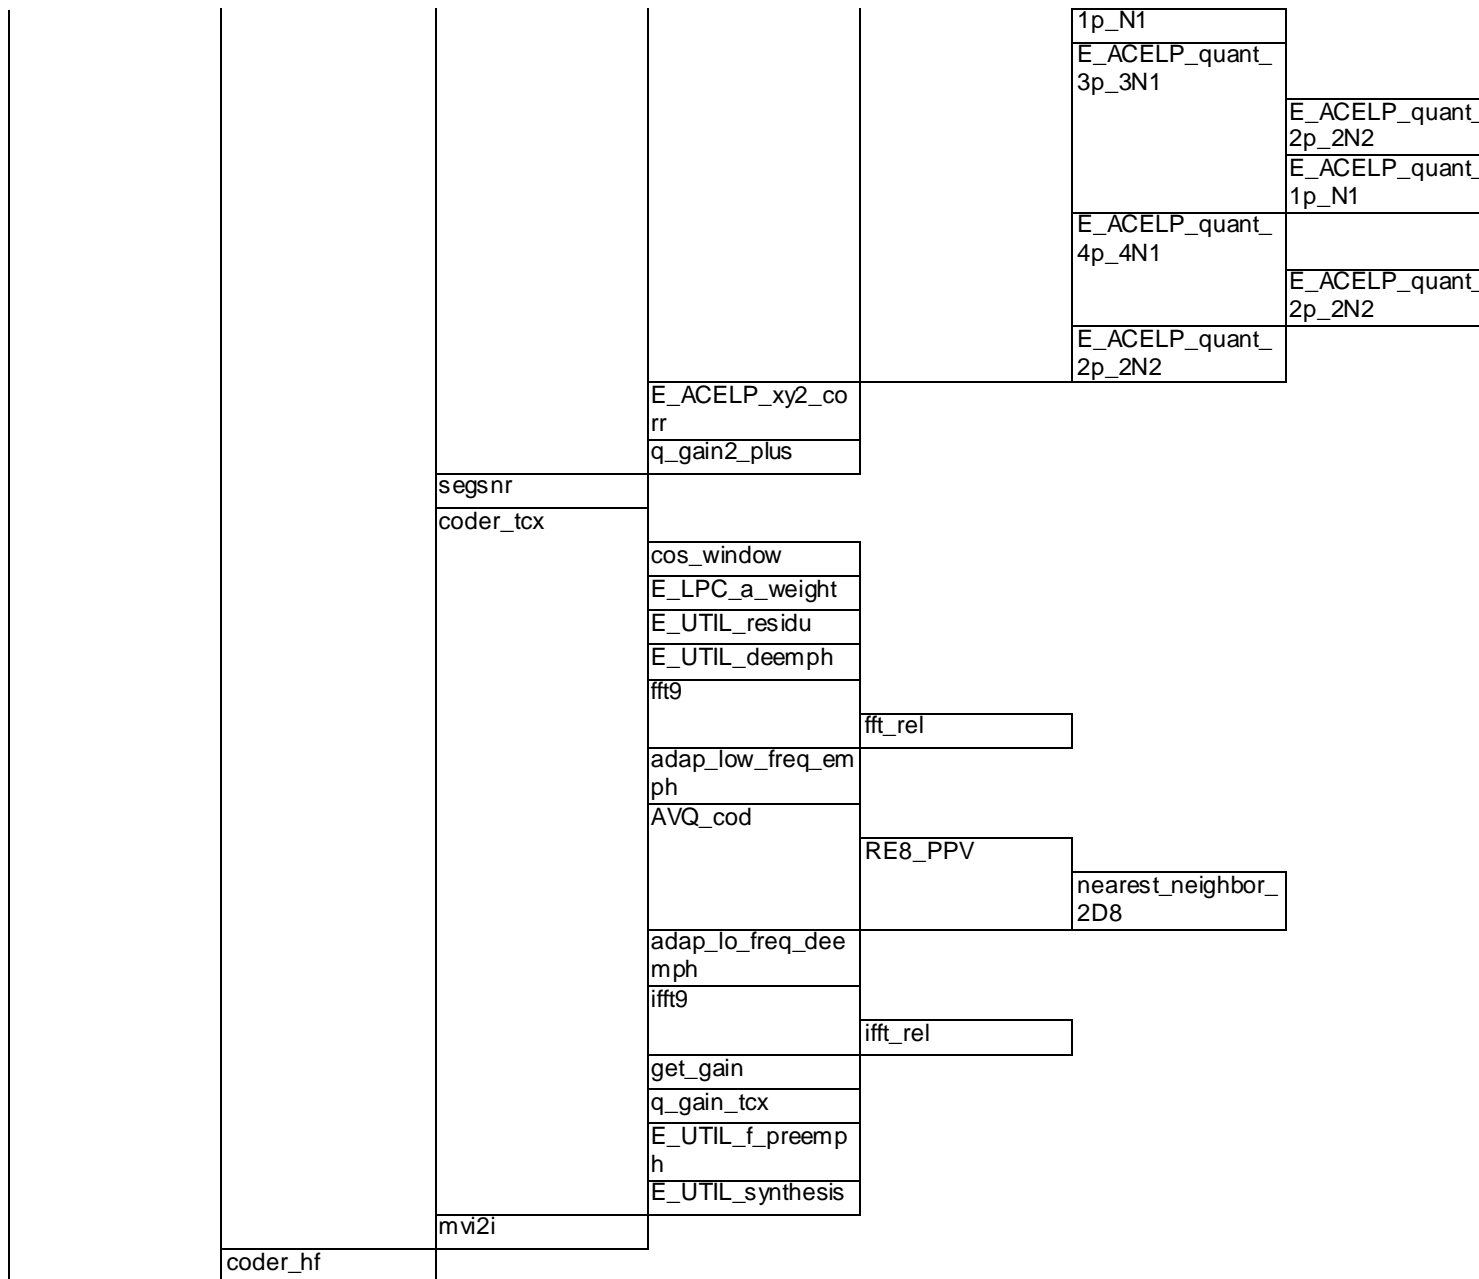 1p_N1
E_ACELP_quant_
3p_3N1
E_ACELP_quant_
2p_2N2
E_ACELP_quant_
1p_N1
E_ACELP_quant_
4p_4N1
E_ACELP_quant_
2p_2N2
E_ACELP_quant_
2p_2N2
E_ACELP_xy2_co
rr
q_gain2_plus
segsnr
coder_tcx
cos_window
E_LPC_a_weight
E_UTIL_residu
E_UTIL_deemph
fft9
fft_rel
adap_low_freq_em
ph
AVQ_cod
RE8_PPV
nearest_neighbor_
2D8
adap_lo_freq_dee
mph
ifft9
ifft_rel
get_gain
q_gain_tcx
E_UTIL_f_preemp
h
E_UTIL_synthesis
mvi2i
coder_hf